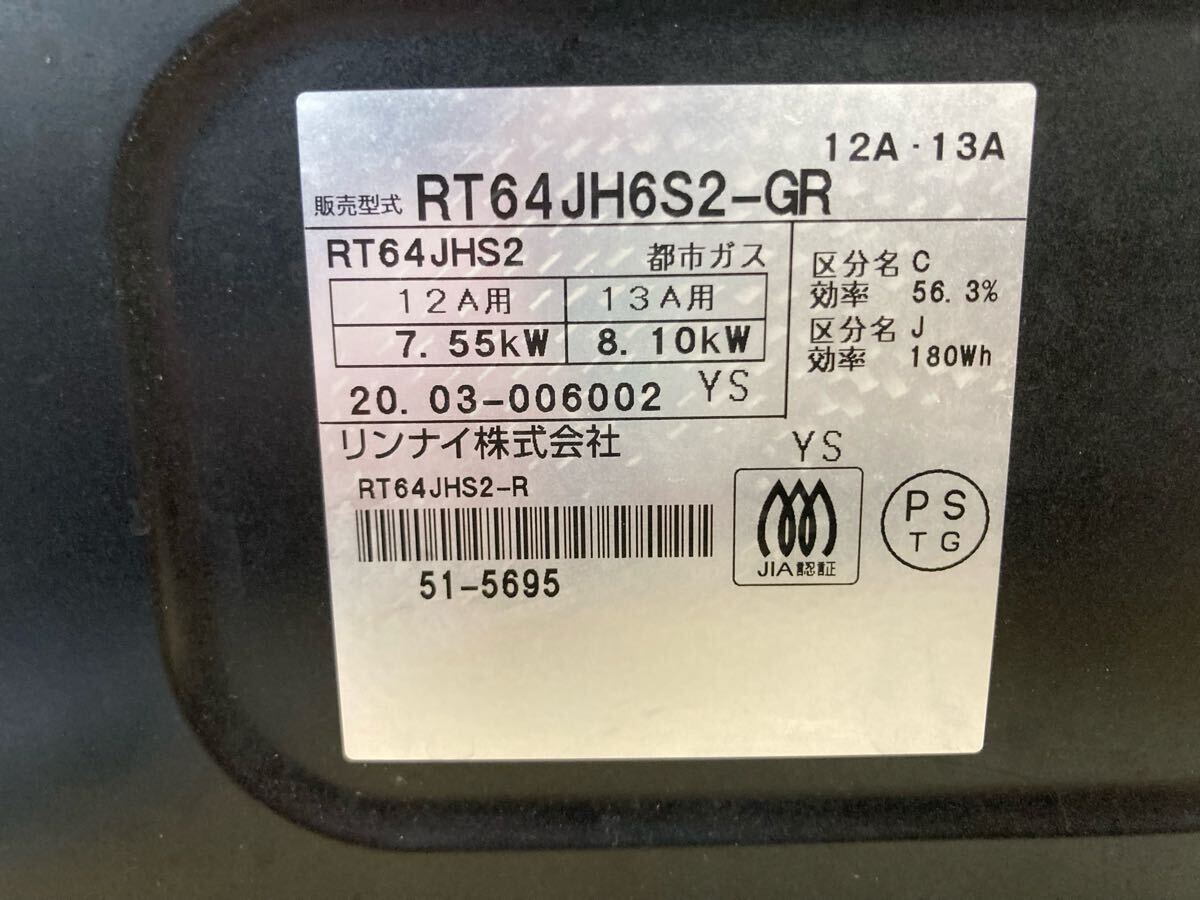 12A・13A
販売型式 RT64JH6S2-GR
RT64JHS2 都市ガス
12A用 13A用
7.55kW 8.10kW
20.03-006002 YS
区分名 C
効率 56.3%
区分名 J
効率 180Wh
リンナイ株式会社
YS
RT64JHS2-R
51-5695
JIA認証
PS
TG